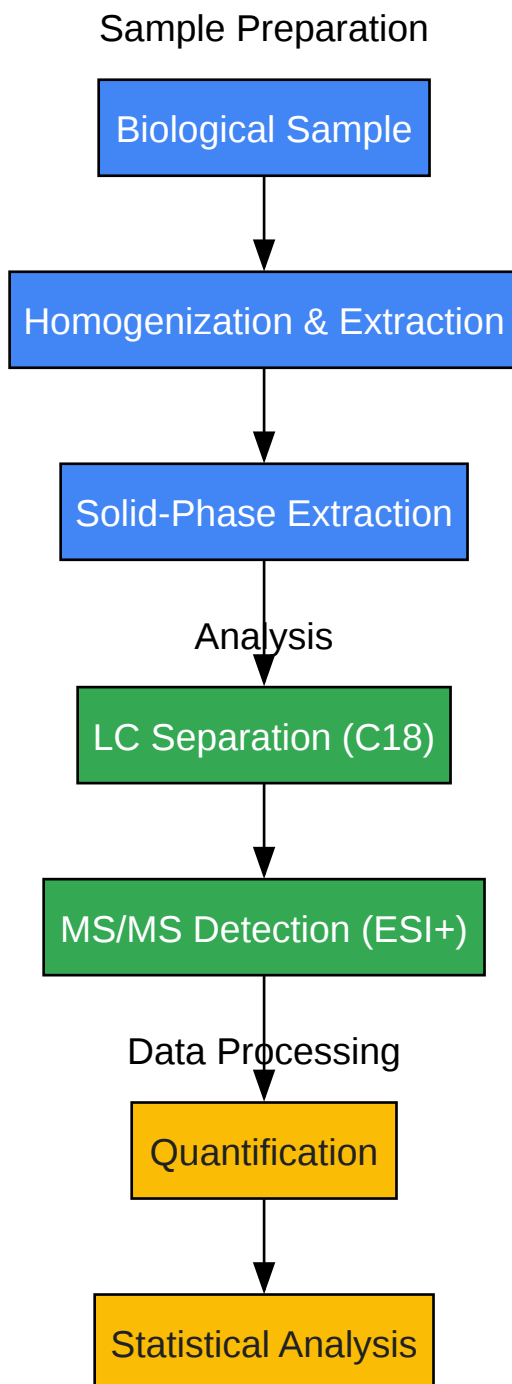 Sample Preparation
Biological Sample
Homogenization & Extraction
Solid-Phase Extraction
Analysis
LC Separation (C18)
MS/MS Detection (ESI+)
Data Processing
Quantification
Statistical Analysis